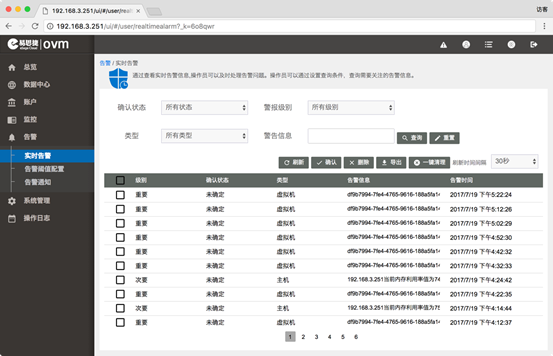 192.168.3.251/ui/#/user/real
访客
192.168.3.251/ui/#/user/realtimealarm?_k=6o8qwr
易思捷 ovm
总览
数据中心
账户
监控
告警
实时告警
告警阈值配置
告警通知
系统管理
操作日志
告警 / 实时告警
通过查看实时告警信息,操作员可以及时处理告警问题。操作员可以通过设置查询条件，查询需要关注的告警信息。
确认状态 所有状态 警报级别 所有级别
类型 所有类型 警告信息 查询 重置
刷新 确认 删除 导出 一键清理 刷新时间间隔 30秒
级别 确认状态 类型 告警信息 告警时间
重要 未确定 虚拟机 df9b7994-7fe4-4765-9616-188a5fa14 2017/7/19 下午5:22:24
重要 未确定 虚拟机 df9b7994-7fe4-4765-9616-188a5fa14 2017/7/19 下午5:12:26
重要 未确定 虚拟机 df9b7994-7fe4-4765-9616-188a5fa14 2017/7/19 下午5:02:29
重要 未确定 虚拟机 df9b7994-7fe4-4765-9616-188a5fa14 2017/7/19 下午4:52:30
重要 未确定 虚拟机 df9b7994-7fe4-4765-9616-188a5fa14 2017/7/19 下午4:42:32
重要 未确定 虚拟机 df9b7994-7fe4-4765-9616-188a5fa14 2017/7/19 下午4:32:33
次要 未确定 主机 192.168.3.251当前内存利用率值为74 2017/7/19 下午4:24:42
重要 未确定 虚拟机 df9b7994-7fe4-4765-9616-188a5fa14 2017/7/19 下午4:22:35
次要 未确定 主机 192.168.3.251当前内存利用率值为75 2017/7/19 下午4:14:44
重要 未确定 虚拟机 df9b7994-7fe4-4765-9616-188a5fa14 2017/7/19 下午4:12:37
1 2 3 4 5 6